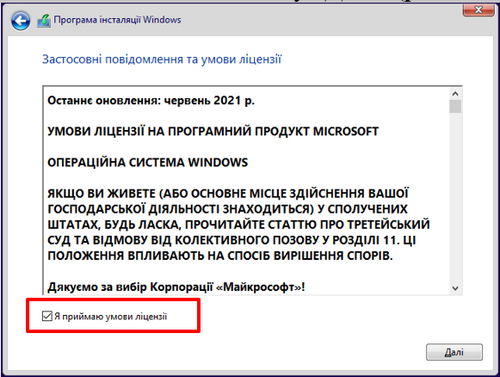 Програма інсталяції Windows
Застосовні повідомлення та умови ліцензії
Останнє оновлення: червень 2021 р.
УМОВИ ЛІЦЕНЗІЇ НА ПРОГРАМНИЙ ПРОДУКТ MICROSOFT
ОПЕРАЦІЙНА СИСТЕМА WINDOWS
ЯКЩО ВИ ЖИВЕТЕ (АБО ОСНОВНЕ МІСЦЕ ЗДІЙСНЕННЯ ВАШОЇ
ГОСПОДАРСЬКОЇ ДІЯЛЬНОСТІ ЗНАХОДИТЬСЯ) У СПОЛУЧЕНИХ
ШТАТАХ, БУДЬ ЛАСКА, ПРОЧИТАЙТЕ СТАТТЮ ПРО ТРЕТЕЙСЬКИЙ
СУД ТА ВІДМОВУ ВІД КОЛЕКТИВНОГО ПОЗОВУ У РОЗДІЛІ 11. ЦІ
ПОЛОЖЕННЯ ВПЛИВАЮТЬ НА СПОСІБ ВИРІШЕННЯ СПОРІВ.
Дякуємо за вибір Корпорації «Майкрософт»!
Я приймаю умови ліцензії
Далі